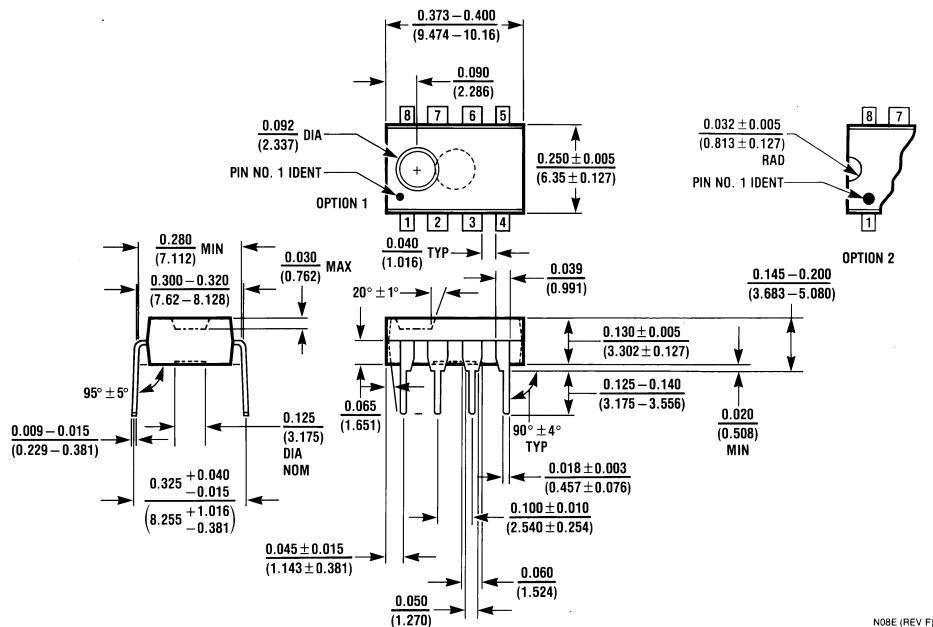 0.373 – 0.400
(9.474 – 10.16)
0.090
(2.286)
8 7 6 5
0.092 DIA
(2.337)
PIN NO. 1 IDENT
OPTION 1
1 2 3 4
0.250 ± 0.005
(6.35 ± 0.127)
0.032 ± 0.005
(0.813 ± 0.127)
RAD
PIN NO. 1 IDENT
8 7
1
OPTION 2
0.280 MIN
(7.112)
0.030 MAX
(0.762)
0.300 – 0.320
(7.62 – 8.128)
0.040 TYP
(1.016)
0.039
(0.991)
20° ± 1°
0.145 – 0.200
(3.683 – 5.080)
0.130 ± 0.005
(3.302 ± 0.127)
0.125 – 0.140
(3.175 – 3.556)
0.020
(0.508)
MIN
95° ± 5°
0.009 – 0.015
(0.229 – 0.381)
0.125
(3.175)
DIA
NOM
0.065
(1.651)
90° ± 4°
TYP
0.018 ± 0.003
(0.457 ± 0.076)
0.325 +0.040
−0.015
(8.255 +1.016
−0.381)
0.100 ± 0.010
(2.540 ± 0.254)
0.045 ± 0.015
(1.143 ± 0.381)
0.060
(1.524)
0.050
(1.270)
N08E (REV F)